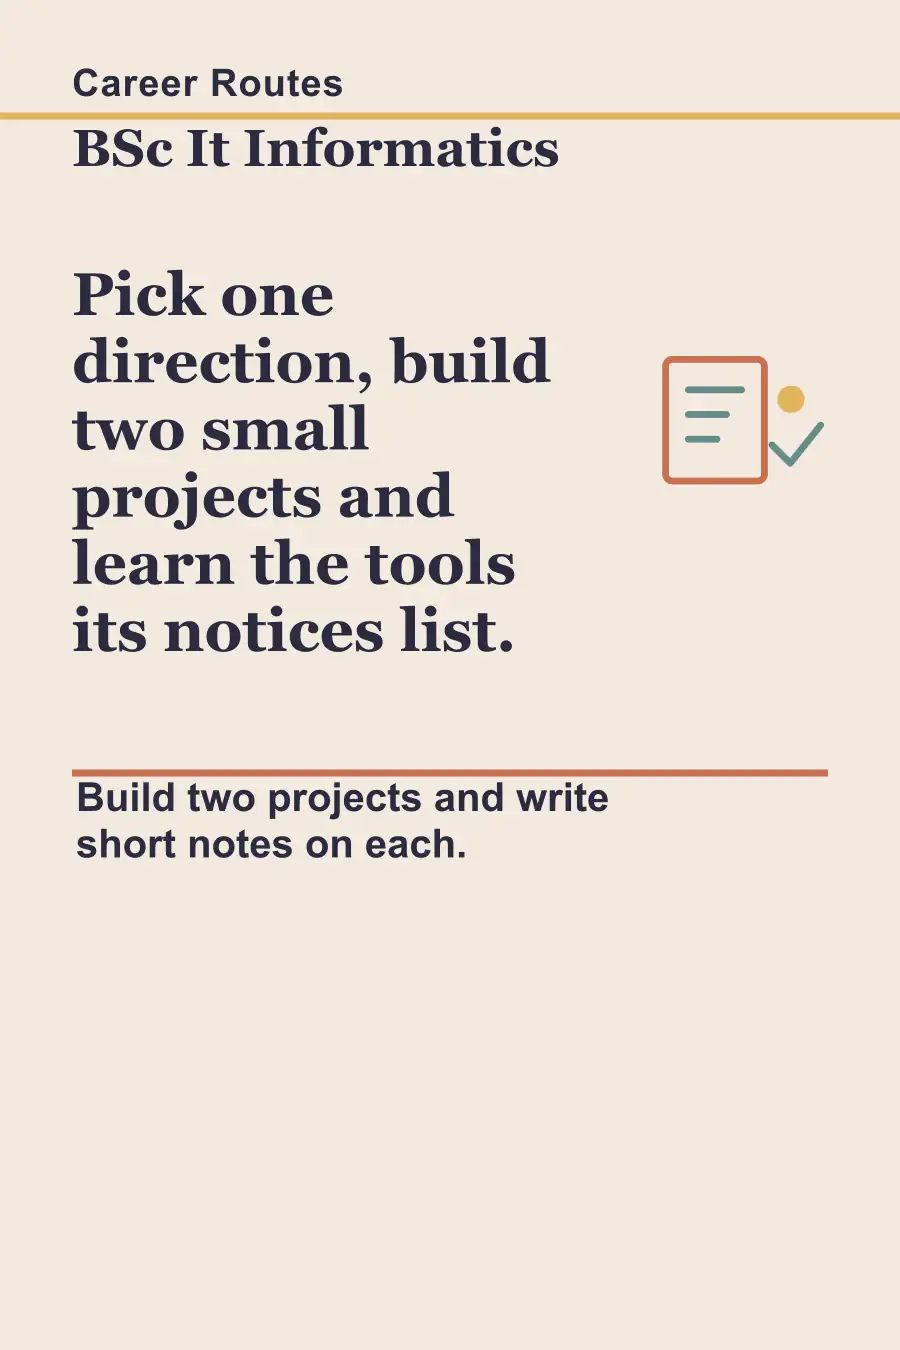 Career Routes
BSc It Informatics
Pick one
direction, build
two small
projects and
learn the tools
its notices list.
Build two projects and write
short notes on each.